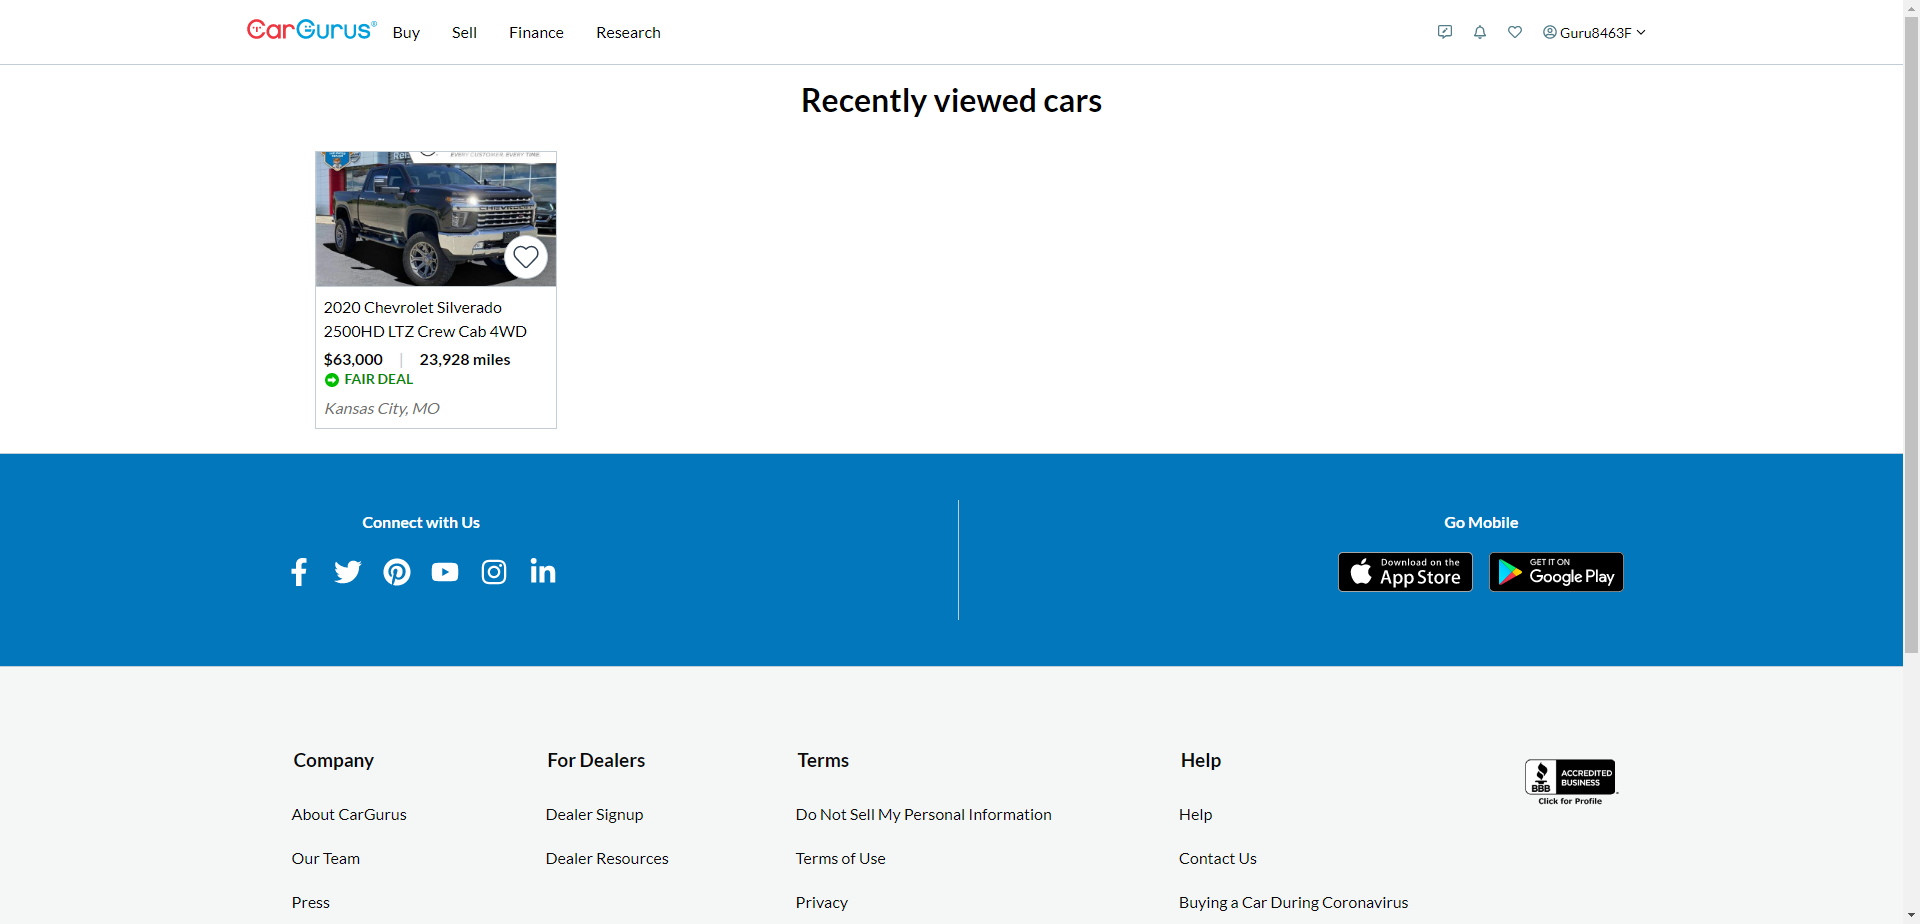 CarGurus®
Buy
Sell
Finance
Research
Guru8463F
Recently viewed cars
EVERY CUSTOMER. EVERY TIME.
CHEVROLET
2020 Chevrolet Silverado
2500HD LTZ Crew Cab 4WD
$63,000 | 23,928 miles
FAIR DEAL
Kansas City, MO
Connect with Us
Go Mobile
Download on the
App Store
GET IT ON
Google Play
Company
For Dealers
Terms
Help
BBB
ACCREDITED
BUSINESS
Click for Profile
About CarGurus
Dealer Signup
Do Not Sell My Personal Information
Help
Our Team
Dealer Resources
Terms of Use
Contact Us
Press
Privacy
Buying a Car During Coronavirus